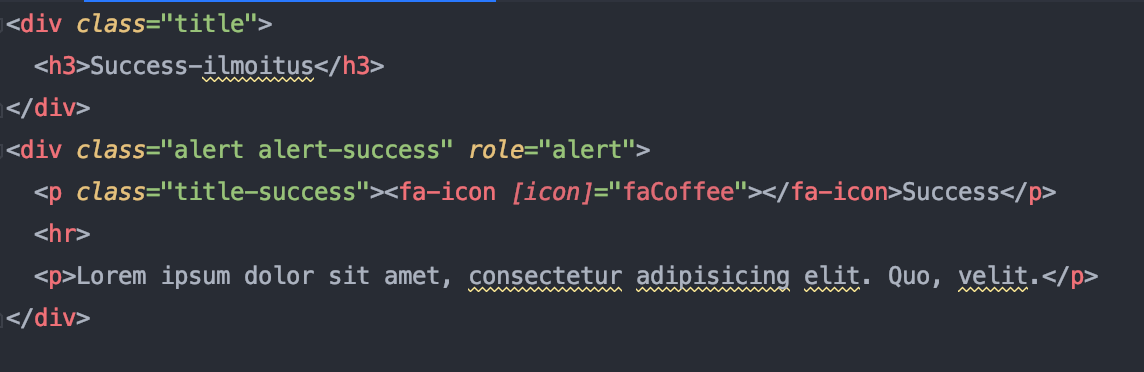 <div class="title">
<h3>Success-ilmoitus</h3>
</div>
<div class="alert alert-success" role="alert">
<p class="title-success"><fa-icon [icon]="faCoffee"></fa-icon>Success</p>
<hr>
<p>Lorem ipsum dolor sit amet, consectetur adipisicing elit. Quo, velit.</p>
</div>